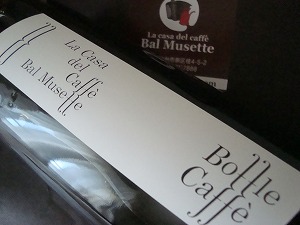 La casa del caffè
Bal Musette
La Casa
del
Caffè
Bal Musette
Bottle
Caffè